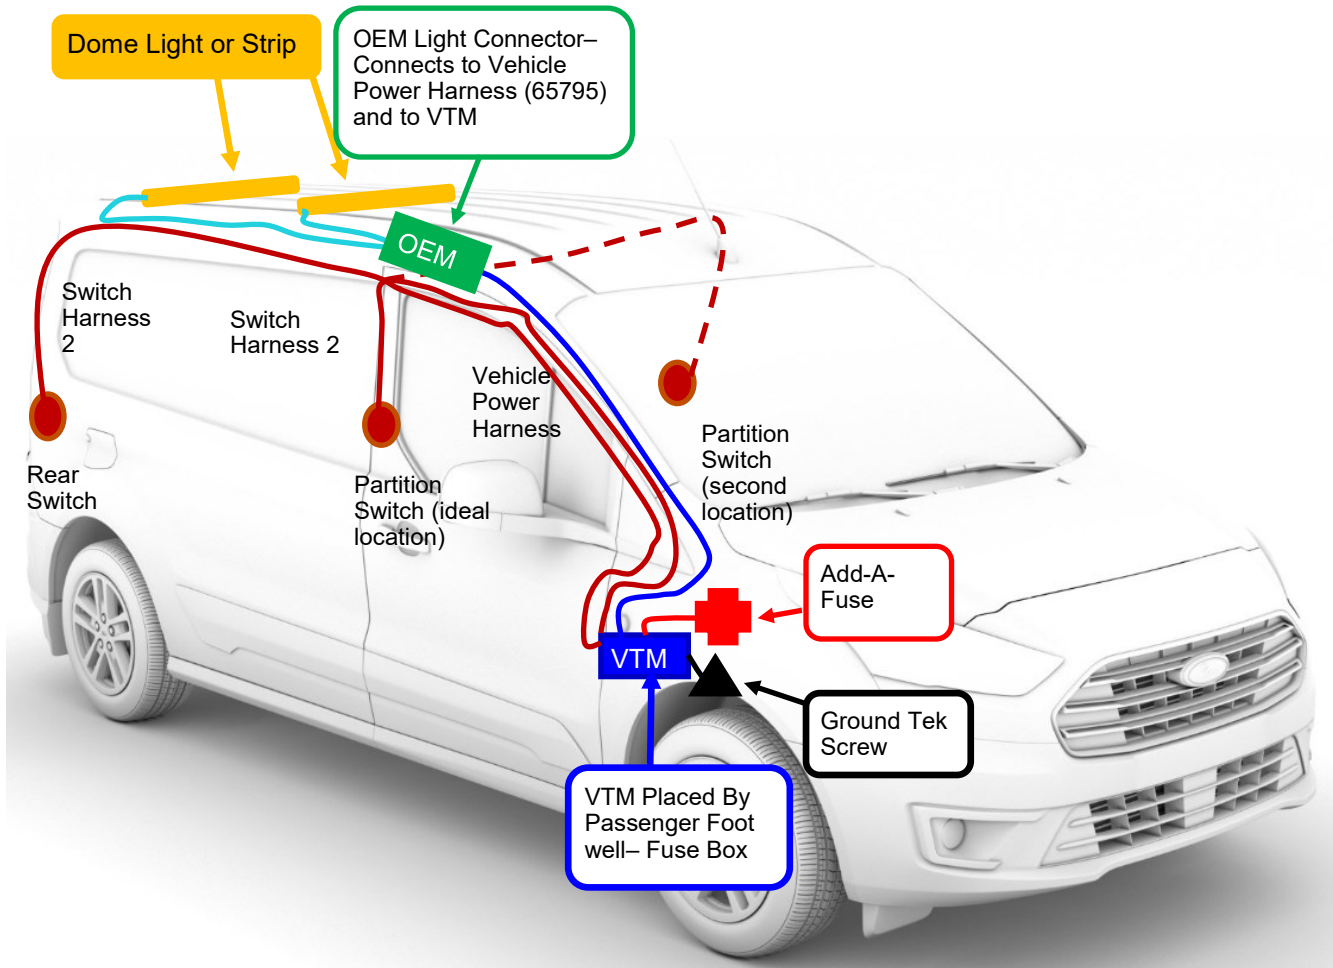 Dome Light or Strip
OEM Light Connector–
Connects to Vehicle
Power Harness (65795)
and to VTM
OEM
Switch
Harness
2
Switch
Harness 2
Vehicle
Power
Harness
Rear
Switch
Partition
Switch (ideal
location)
Partition
Switch
(second
location)
Add-A-
Fuse
VTM
Ground Tek
Screw
VTM Placed By
Passenger Foot
well– Fuse Box